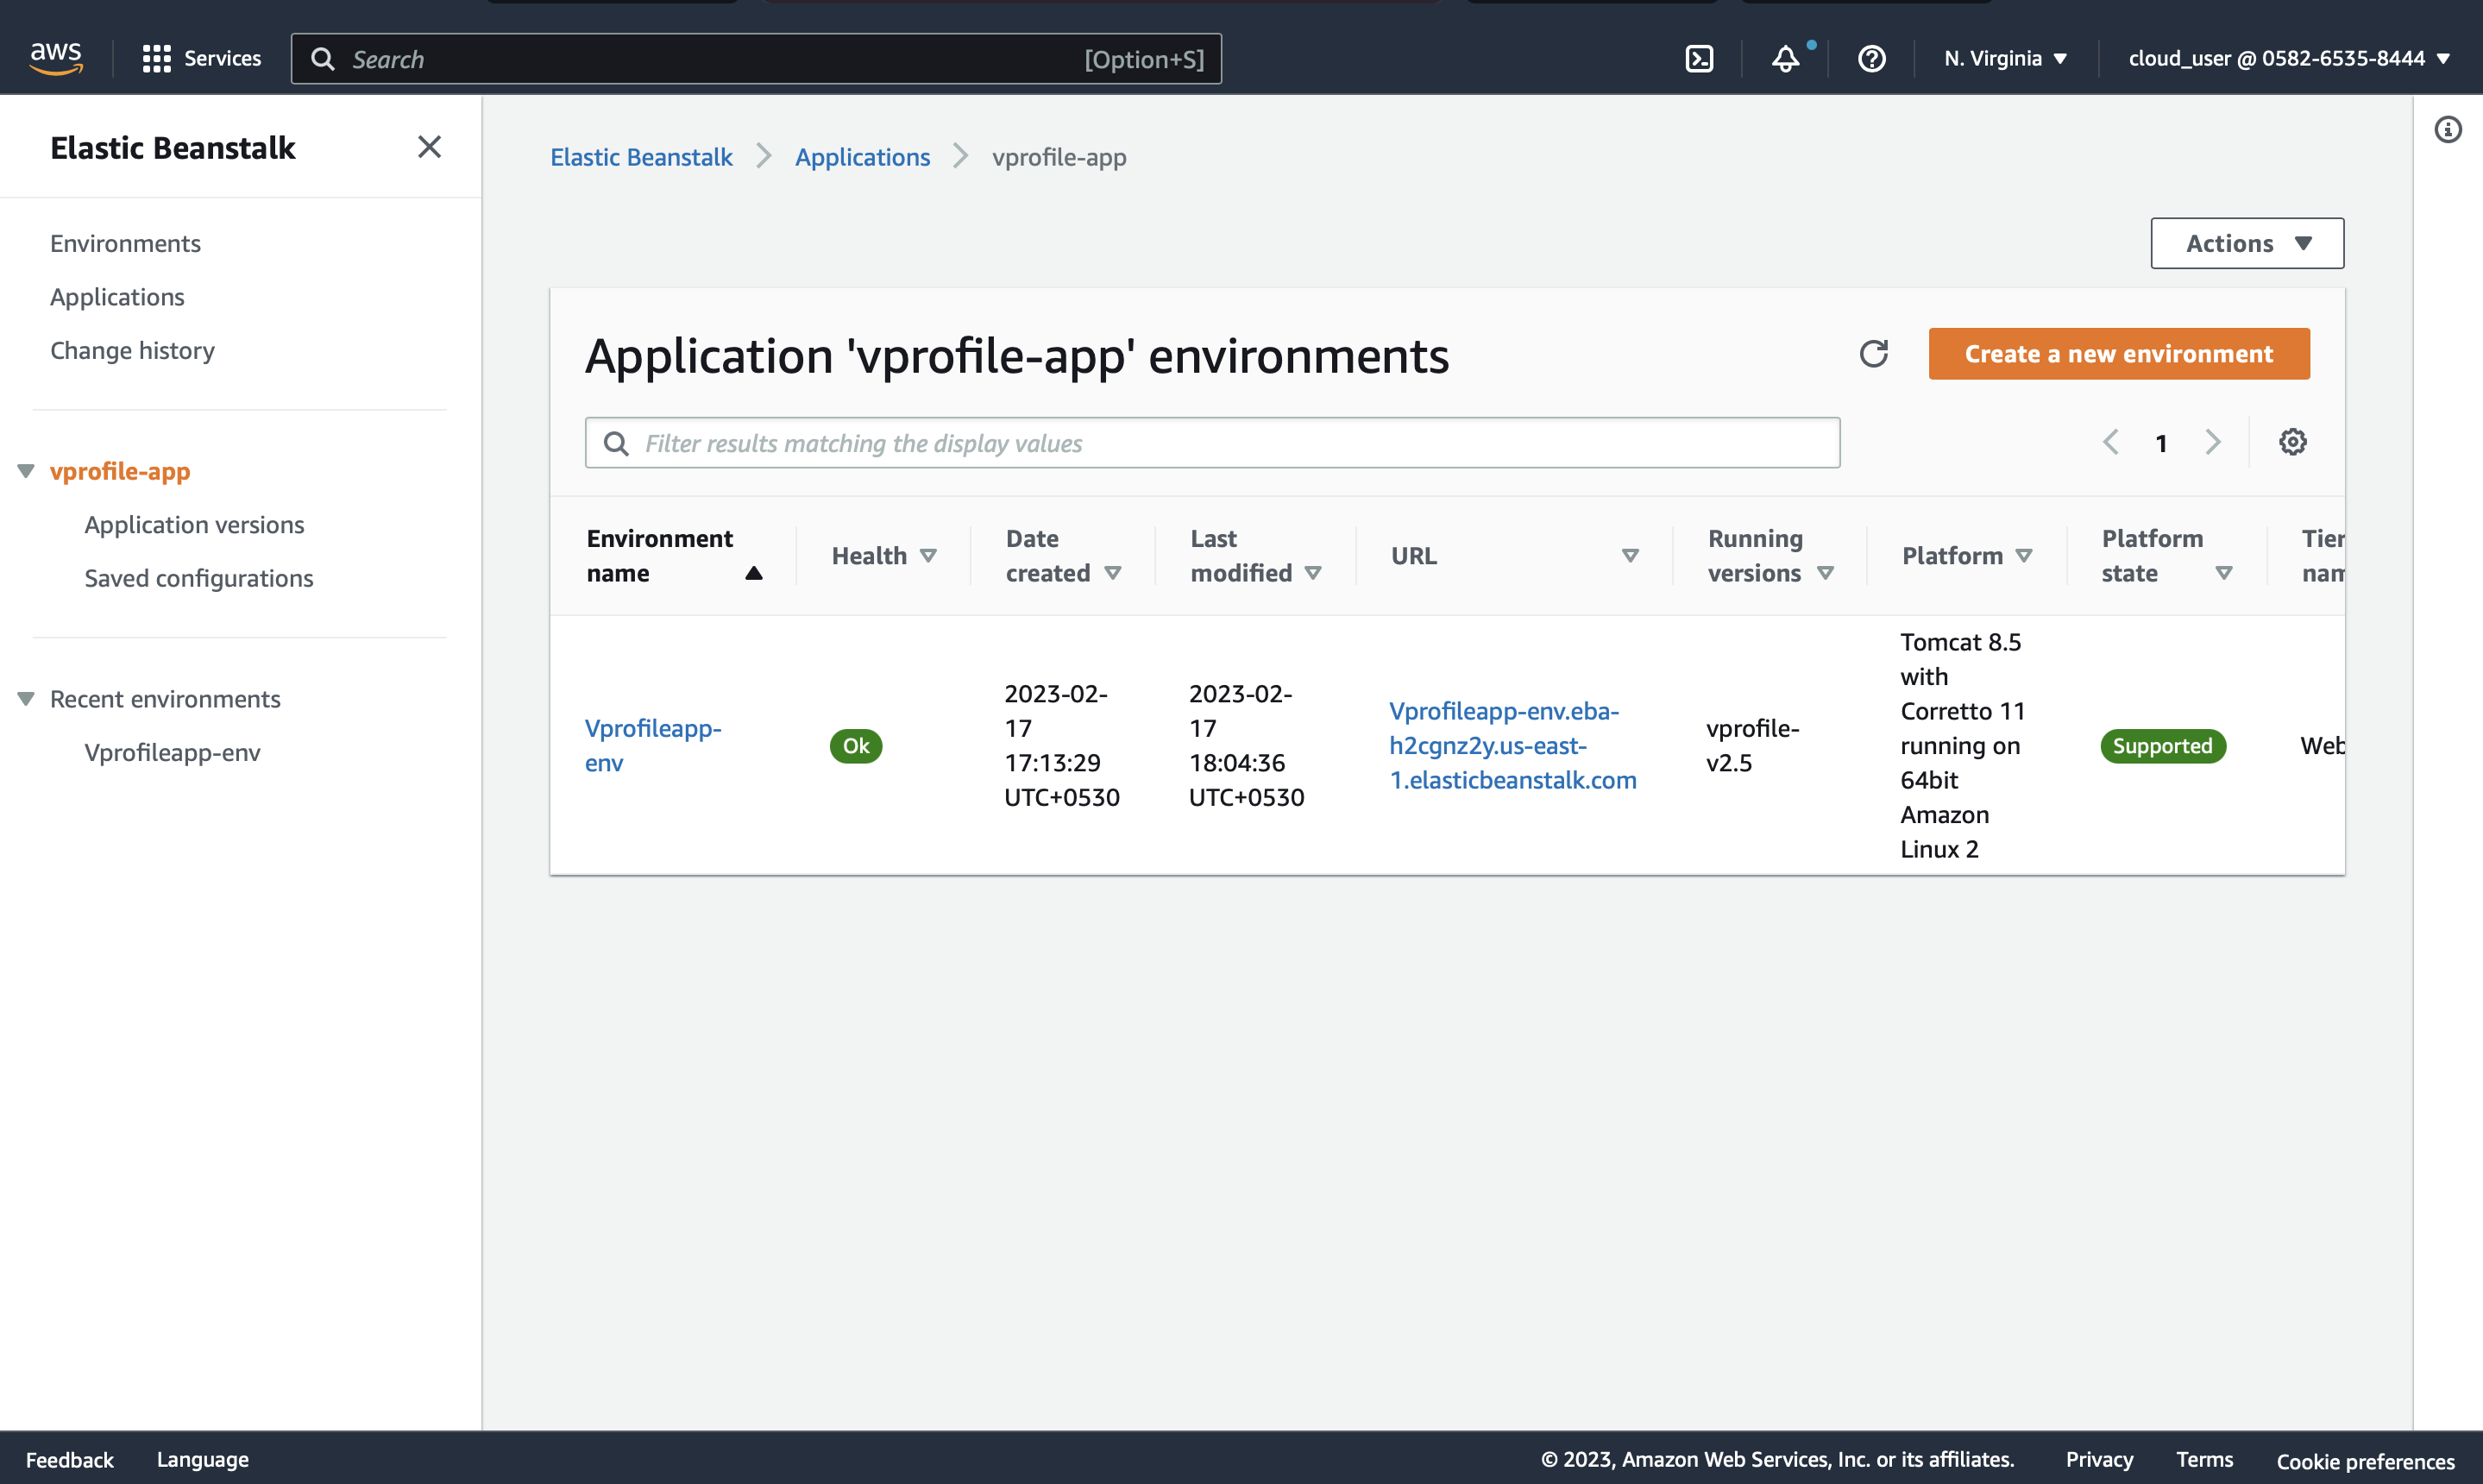 aws
Services
Search
[Option+S]
N. Virginia
cloud_user @ 0582-6535-8444
Elastic Beanstalk
Environments
Applications
Change history
vprofile-app
Application versions
Saved configurations
Recent environments
Vprofileapp-env
Elastic Beanstalk
Applications
vprofile-app
Actions
Application 'vprofile-app' environments
Create a new environment
Filter results matching the display values
1
Environment
name
Health
Date
created
Last
modified
URL
Running
versions
Platform
Platform
state
Tier
nam
Vprofileapp-
env
Ok
2023-02-
17
17:13:29
UTC+0530
2023-02-
17
18:04:36
UTC+0530
Vprofileapp-env.eba-
h2cgnz2y.us-east-
1.elasticbeanstalk.com
vprofile-
v2.5
Tomcat 8.5
with
Corretto 11
running on
64bit
Amazon
Linux 2
Supported
Web
Feedback
Language
© 2023, Amazon Web Services, Inc. or its affiliates.
Privacy
Terms
Cookie preferences